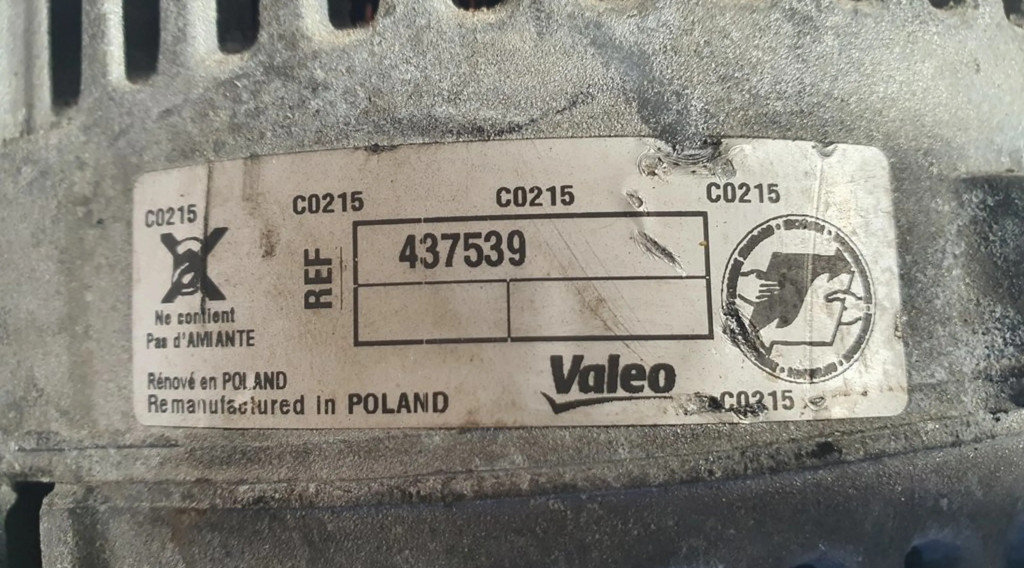 C0215
C0215
C0215
C0215
REF
437539
Ne contient
Pas d'AMIANTE
Rénové en POLAND
Remanufactured in POLAND
Valeo
C0215